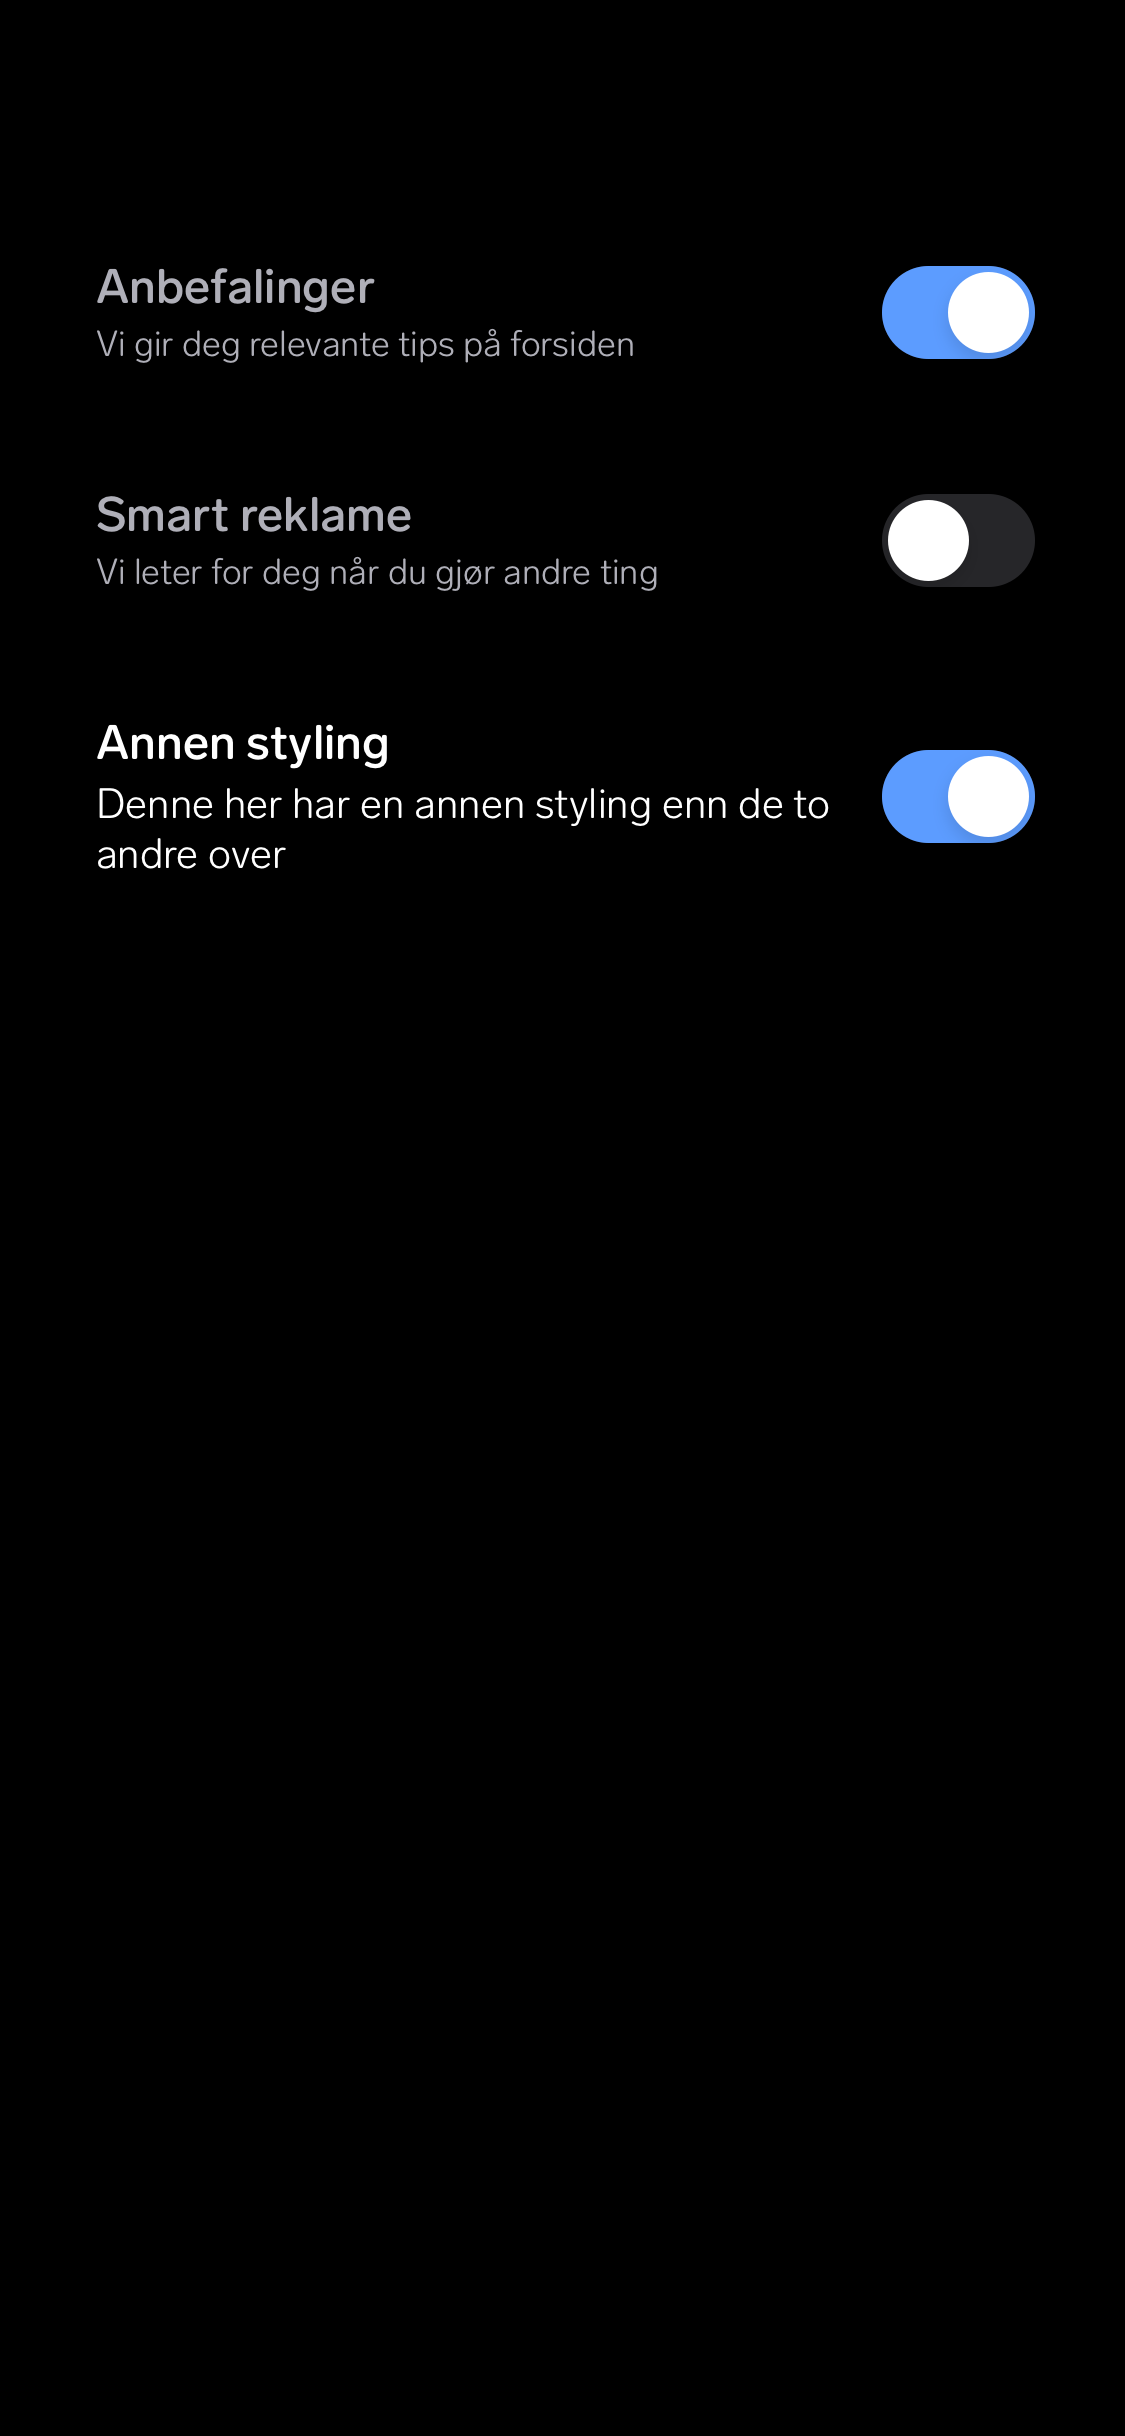 Anbefalinger
Vi gir deg relevante tips på forsiden
Smart reklame
Vi leter for deg når du gjør andre ting
Annen styling
Denne her har en annen styling enn de to
andre over